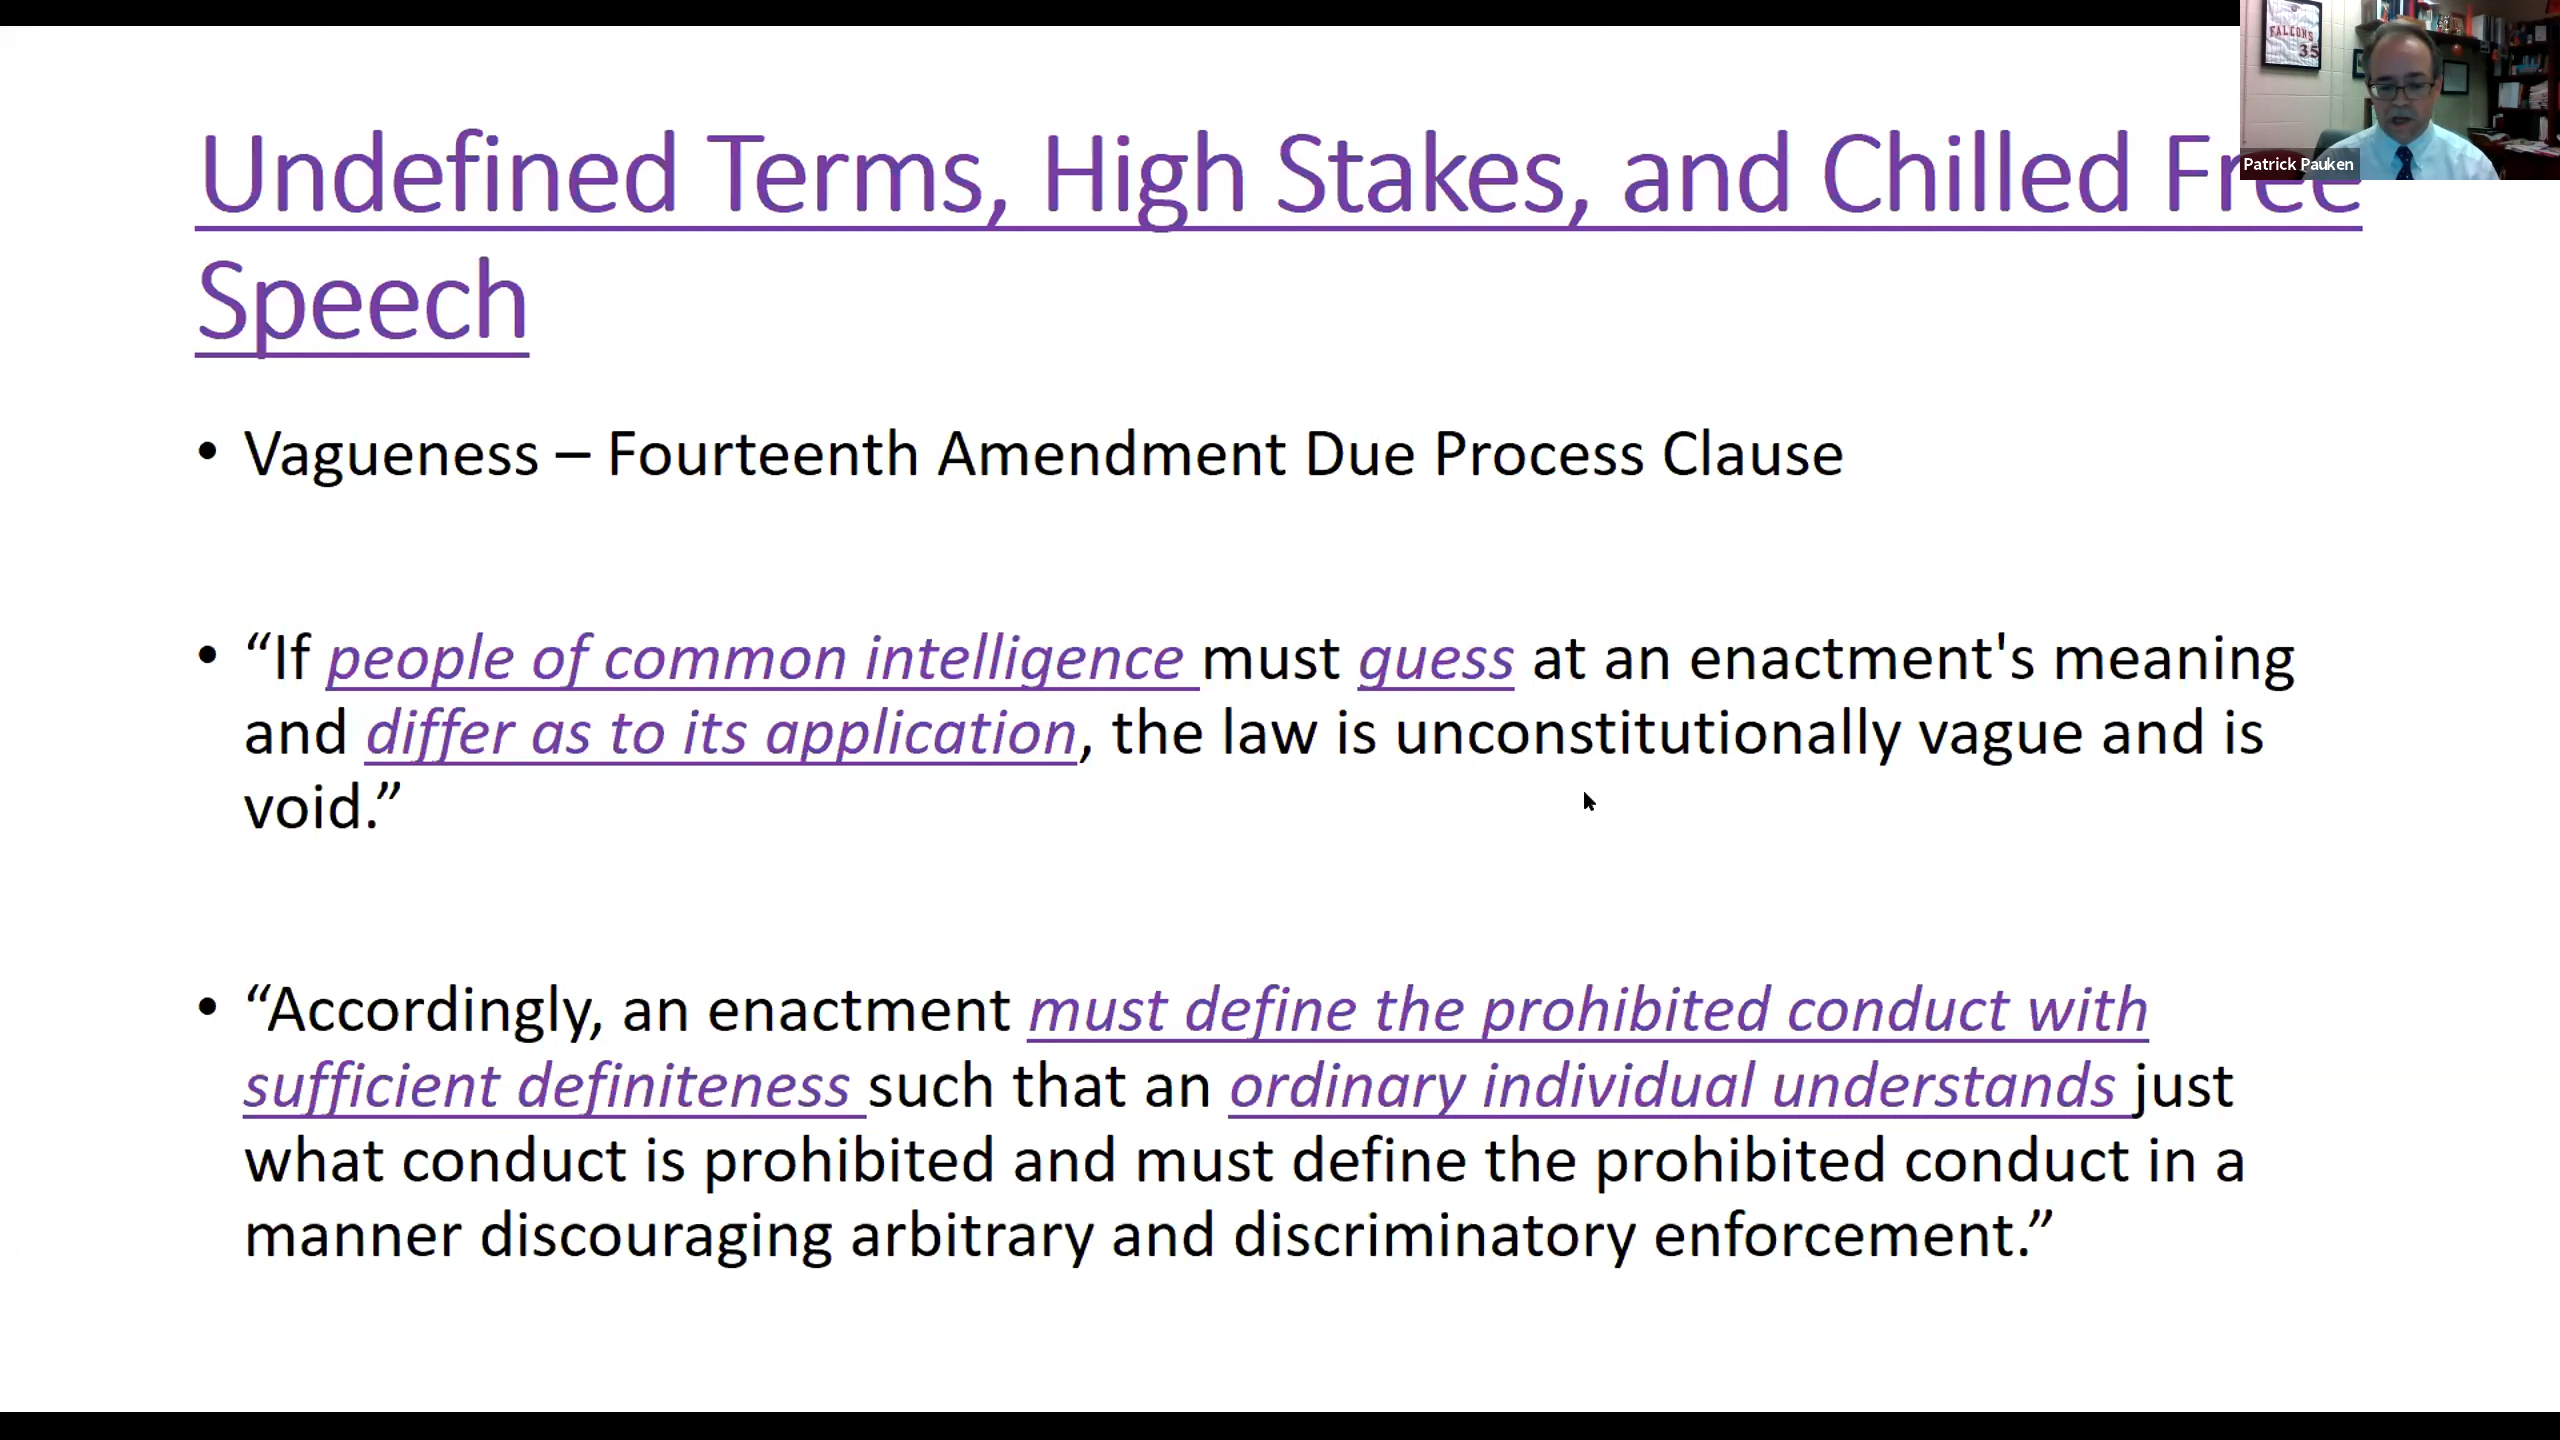 FALCONS
35
Patrick Pauken
Undefined Terms, High Stakes, and Chilled Free
Speech
• Vagueness – Fourteenth Amendment Due Process Clause
• “If people of common intelligence must guess at an enactment's meaning
and differ as to its application, the law is unconstitutionally vague and is
void.”
• “Accordingly, an enactment must define the prohibited conduct with
sufficient definiteness such that an ordinary individual understands just
what conduct is prohibited and must define the prohibited conduct in a
manner discouraging arbitrary and discriminatory enforcement.”